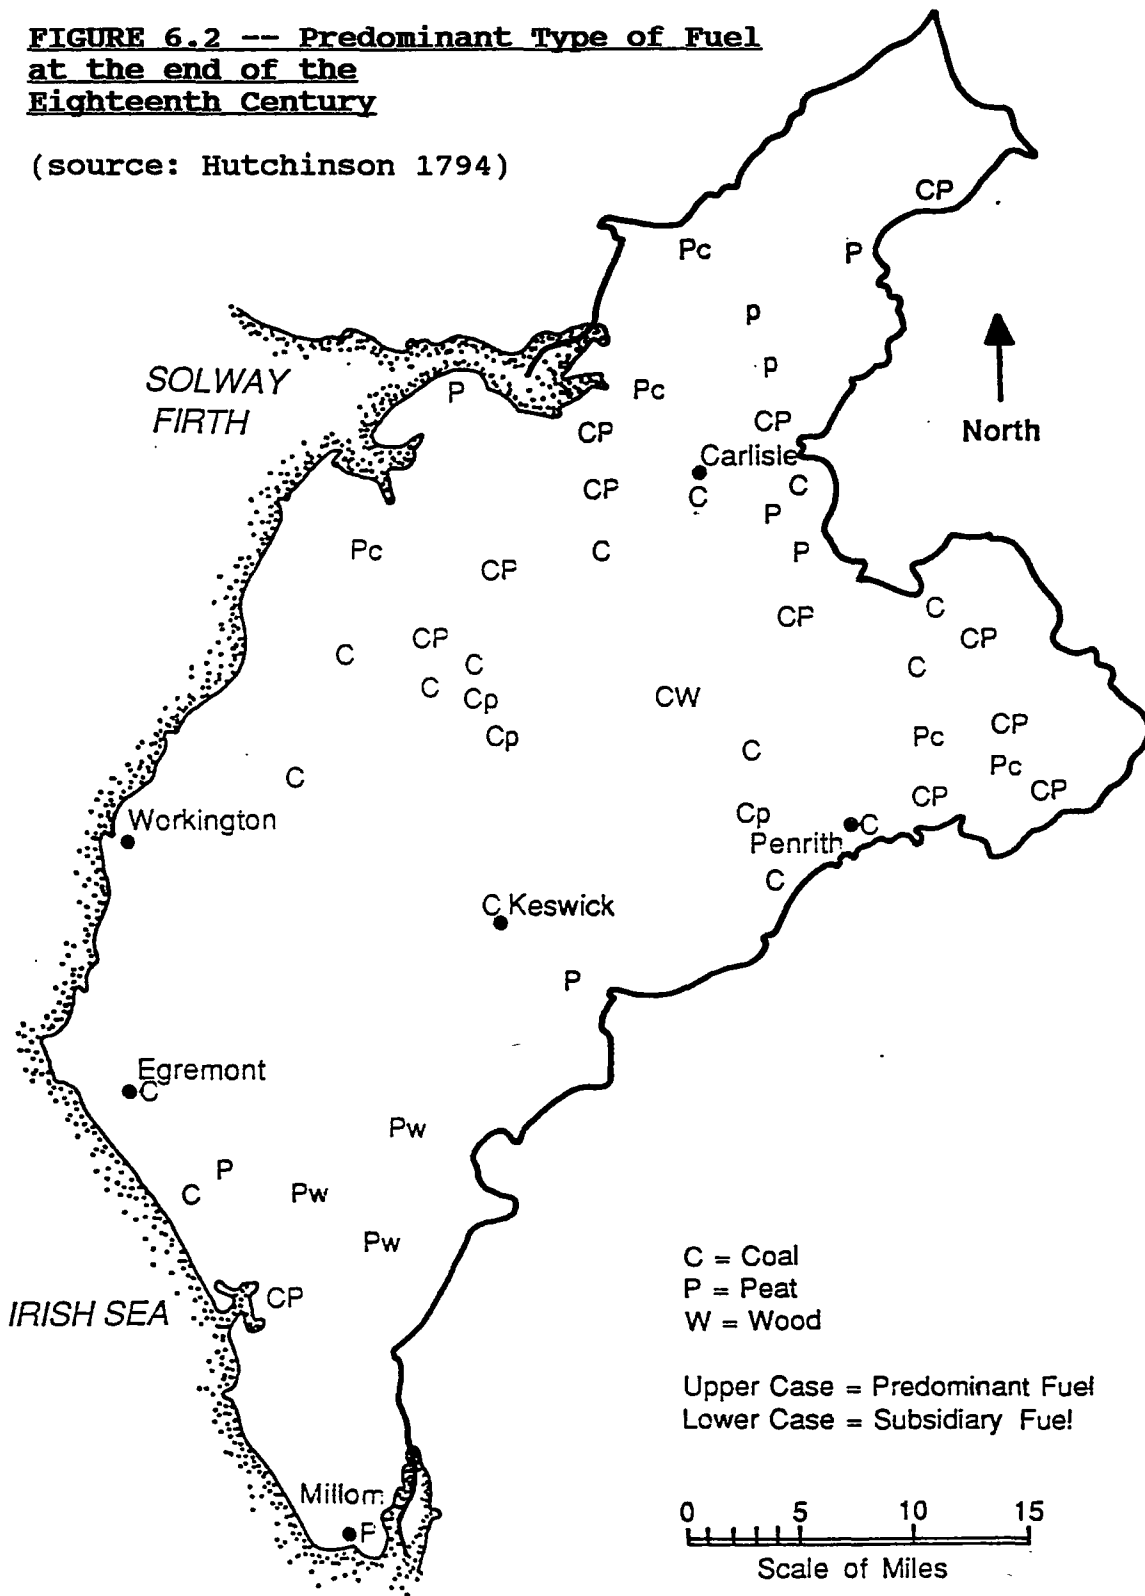 FIGURE 6.2 -- Predominant Type of Fuel
at the end of the
Eighteenth Century
(source: Hutchinson 1794)
CP
Pc
P
p
SOLWAY
FIRTH
P
Pc
p
North
CP
CP
Carlisle
C
C
CP
P
Pc
C
P
CP
C
CP
CP
C
CP
C
C
C
Cp
CW
Cp
C
Pc
CP
Pc
C
Cp
CP
CP
Workington
Penrith
C
C
C Keswick
P
Egremont
C
Pw
P
C
Pw
Pw
IRISH SEA
CP
C = Coal
P = Peat
W = Wood
Upper Case = Predominant Fuel
Lower Case = Subsidiary Fuel
Millom
P
0 5 10 15
Scale of Miles